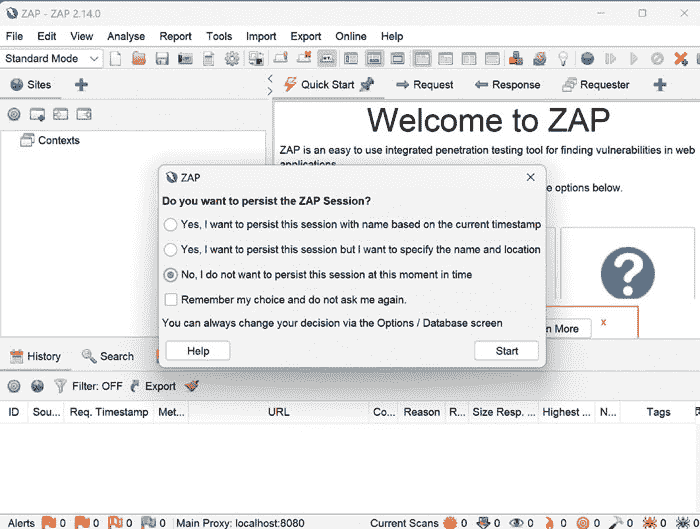 ZAP - ZAP 2.14.0
File Edit View Analyse Report Tools Import Export Online Help
Standard Mode
Sites
Quick Start Request Response Requester
Contexts
Welcome to ZAP
ZAP is an easy to use integrated penetration testing tool for finding vulnerabilities in web
applications.
e options below.
ZAP
Do you want to persist the ZAP Session?
Yes, I want to persist this session with name based on the current timestamp
Yes, I want to persist this session but I want to specify the name and location
No, I do not want to persist this session at this moment in time
Remember my choice and do not ask me again.
You can always change your decision via the Options / Database screen
Help Start
n More x
History Search
Filter: OFF Export
ID Sou... Req. Timestamp Met... URL Co... Reason R... Size Resp. ... Highest ... N... Tags
Alerts 0 0 0 0 Main Proxy: localhost:8080 Current Scans 0 0 0 0 0 0 0 0